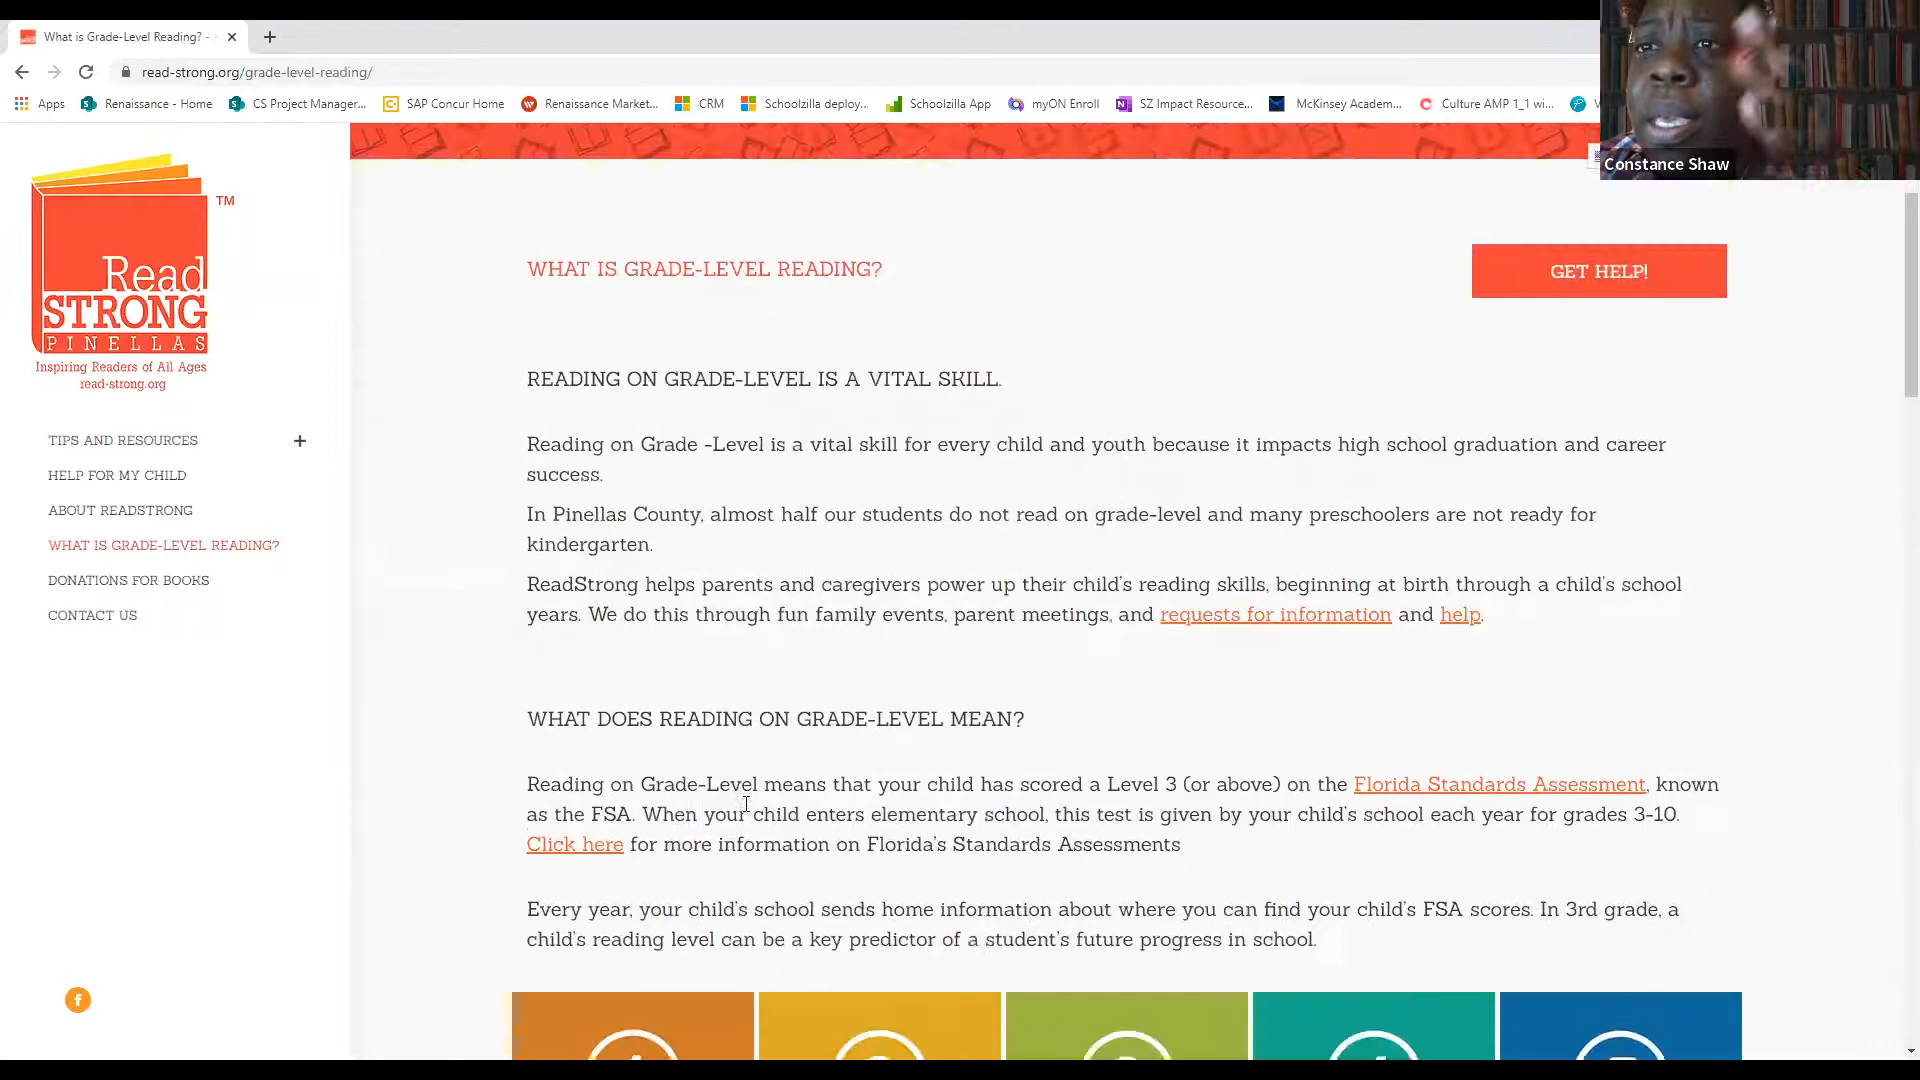 What is Grade-Level Reading? -
read-strong.org/grade-level-reading/
Apps
Renaissance - Home
CS Project Manager...
SAP Concur Home
Renaissance Market...
CRM
Schoolzilla deploy...
Schoolzilla App
myON Enroll
SZ Impact Resource...
McKinsey Academ...
Culture AMP 1_1 wi...
Constance Shaw
Read
STRONG
PINELLAS
TM
Inspiring Readers of All Ages
read-strong.org
TIPS AND RESOURCES +
HELP FOR MY CHILD
ABOUT READSTRONG
WHAT IS GRADE-LEVEL READING?
DONATIONS FOR BOOKS
CONTACT US
WHAT IS GRADE-LEVEL READING?
GET HELP!
READING ON GRADE-LEVEL IS A VITAL SKILL.
Reading on Grade -Level is a vital skill for every child and youth because it impacts high school graduation and career
success.
In Pinellas County, almost half our students do not read on grade-level and many preschoolers are not ready for
kindergarten.
ReadStrong helps parents and caregivers power up their child's reading skills, beginning at birth through a child's school
years. We do this through fun family events, parent meetings, and requests for information and help.
WHAT DOES READING ON GRADE-LEVEL MEAN?
Reading on Grade-Level means that your child has scored a Level 3 (or above) on the Florida Standards Assessment, known
as the FSA. When your child enters elementary school, this test is given by your child's school each year for grades 3-10.
Click here for more information on Florida's Standards Assessments
Every year, your child's school sends home information about where you can find your child's FSA scores. In 3rd grade, a
child's reading level can be a key predictor of a student's future progress in school.